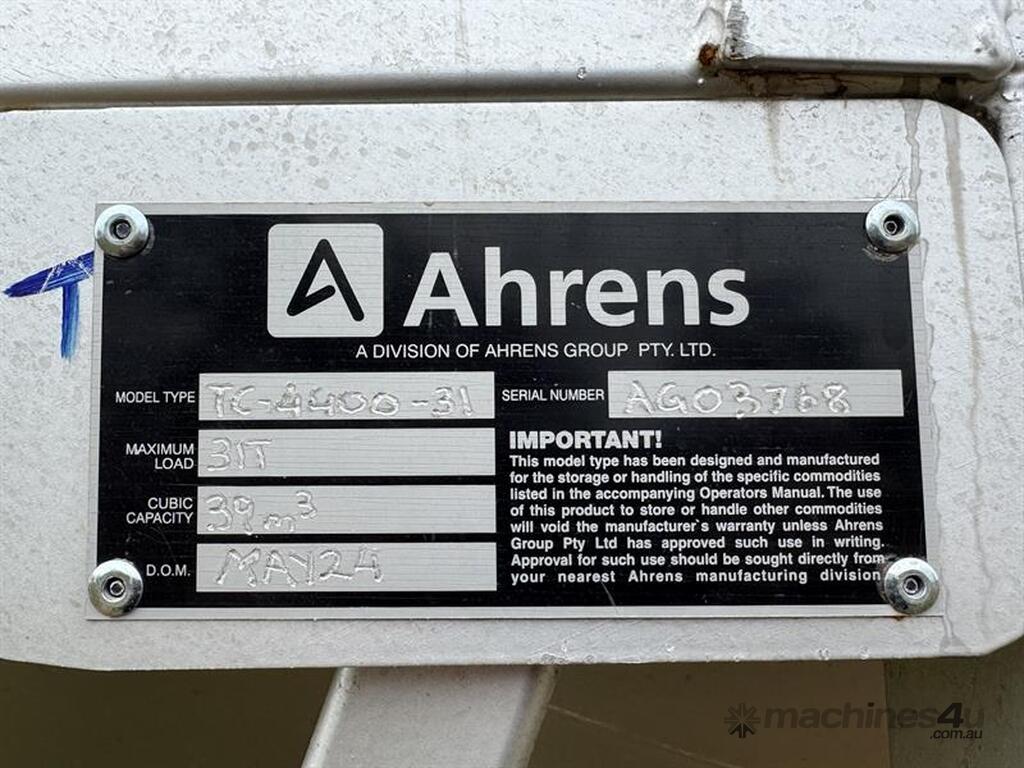 Ahrens
A DIVISION OF AHRENS GROUP PTY. LTD.
MODEL TYPE TC-4400-31
SERIAL NUMBER AG03768
MAXIMUM LOAD 31T
CUBIC CAPACITY 39m³
D.O.M. MAY24
IMPORTANT!
This model type has been designed and manufactured
for the storage or handling of the specific commodities
listed in the accompanying Operators Manual. The use
of this product to store or handle other commodities
will void the manufacturer`s warranty unless Ahrens
Group Pty Ltd has approved such use in writing.
Approval for such use should be sought directly from
your nearest Ahrens manufacturing division
machines4u
.com.au